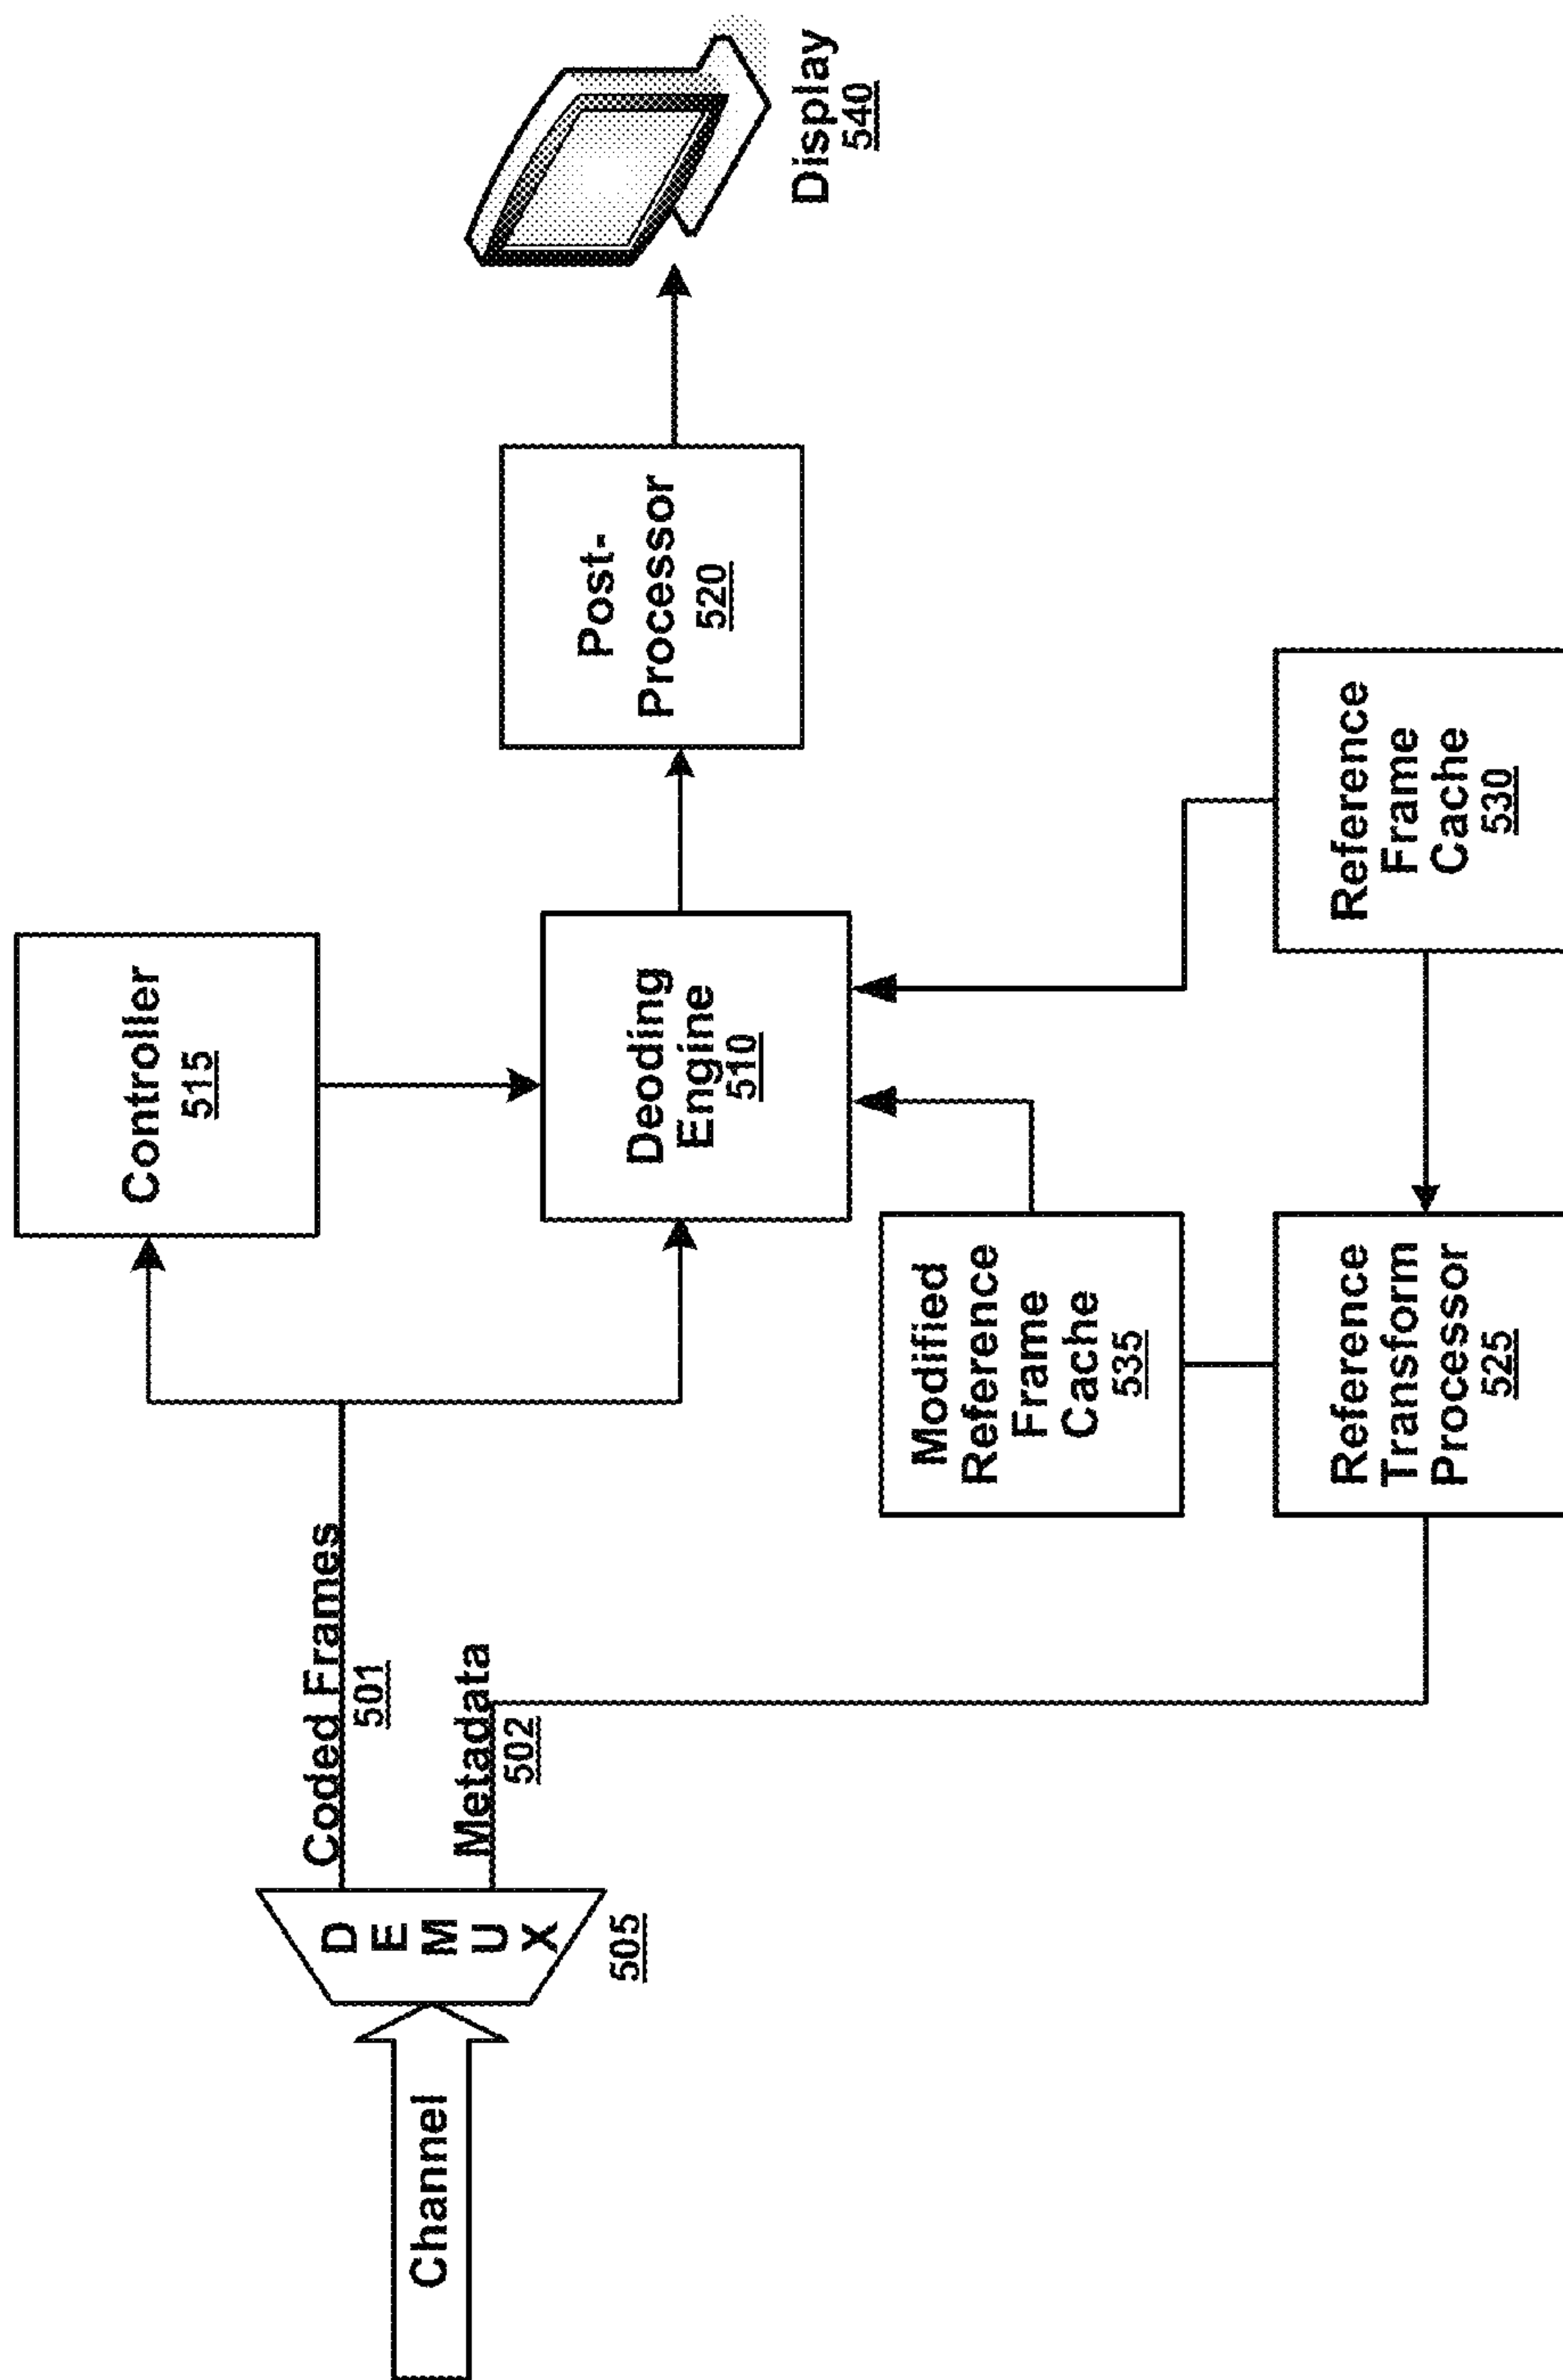 Channel
D
E
M
U
X
505
Coded Frames
501
Metadata
502
Controller
515
Deoding
Engine
510
Post-
Processor
520
Display
540
Modified
Reference
Frame
Cache
535
Reference
Transform
Processor
525
Reference
Frame
Cache
530